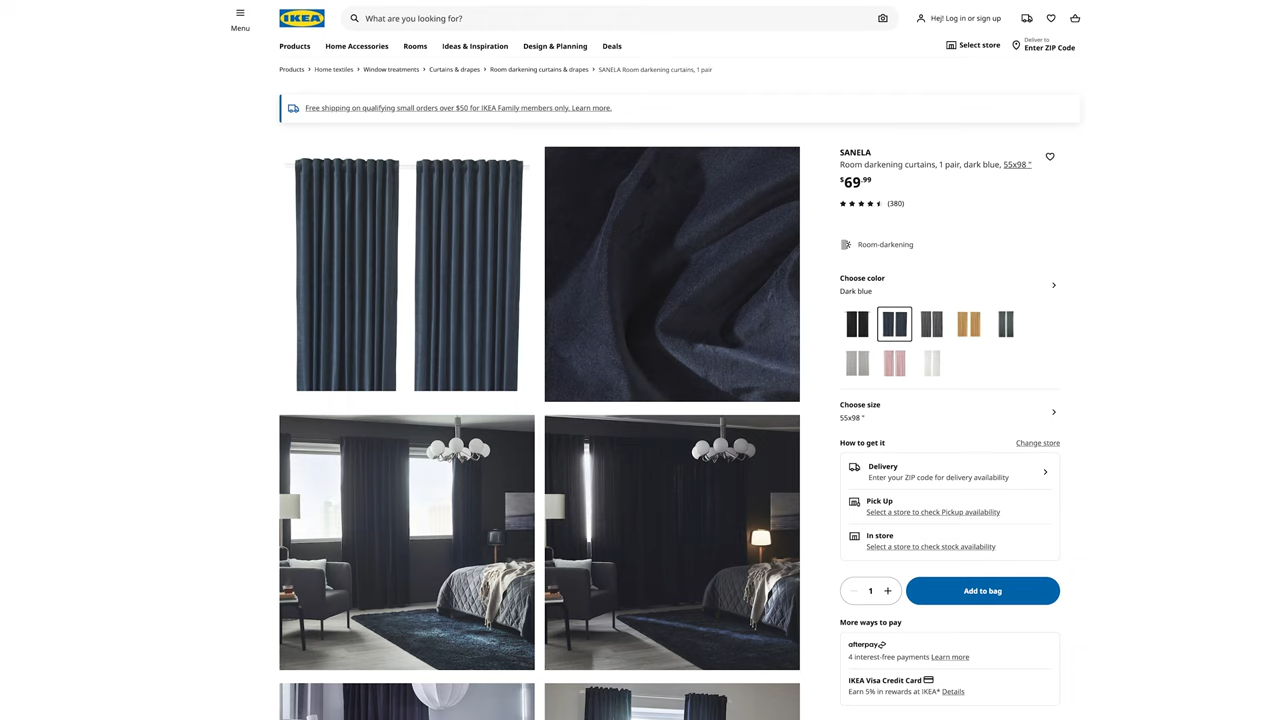 Menu
IKEA
What are you looking for?
Hej! Log in or sign up
Products
Home Accessories
Rooms
Ideas & Inspiration
Design & Planning
Deals
Select store
Deliver to
Enter ZIP Code
Products > Home textiles > Window treatments > Curtains & drapes > Room darkening curtains & drapes > SANELA Room darkening curtains, 1 pair
Free shipping on qualifying small orders over $50 for IKEA Family members only. Learn more.
SANELA
Room darkening curtains, 1 pair, dark blue, 55x98 "
$69.99
(380)
Room-darkening
Choose color
Dark blue
Choose size
55x98 "
How to get it
Change store
Delivery
Enter your ZIP code for delivery availability
Pick Up
Select a store to check Pickup availability
In store
Select a store to check stock availability
1
Add to bag
More ways to pay
afterpay
4 interest-free payments Learn more
IKEA Visa Credit Card
Earn 5% in rewards at IKEA* Details